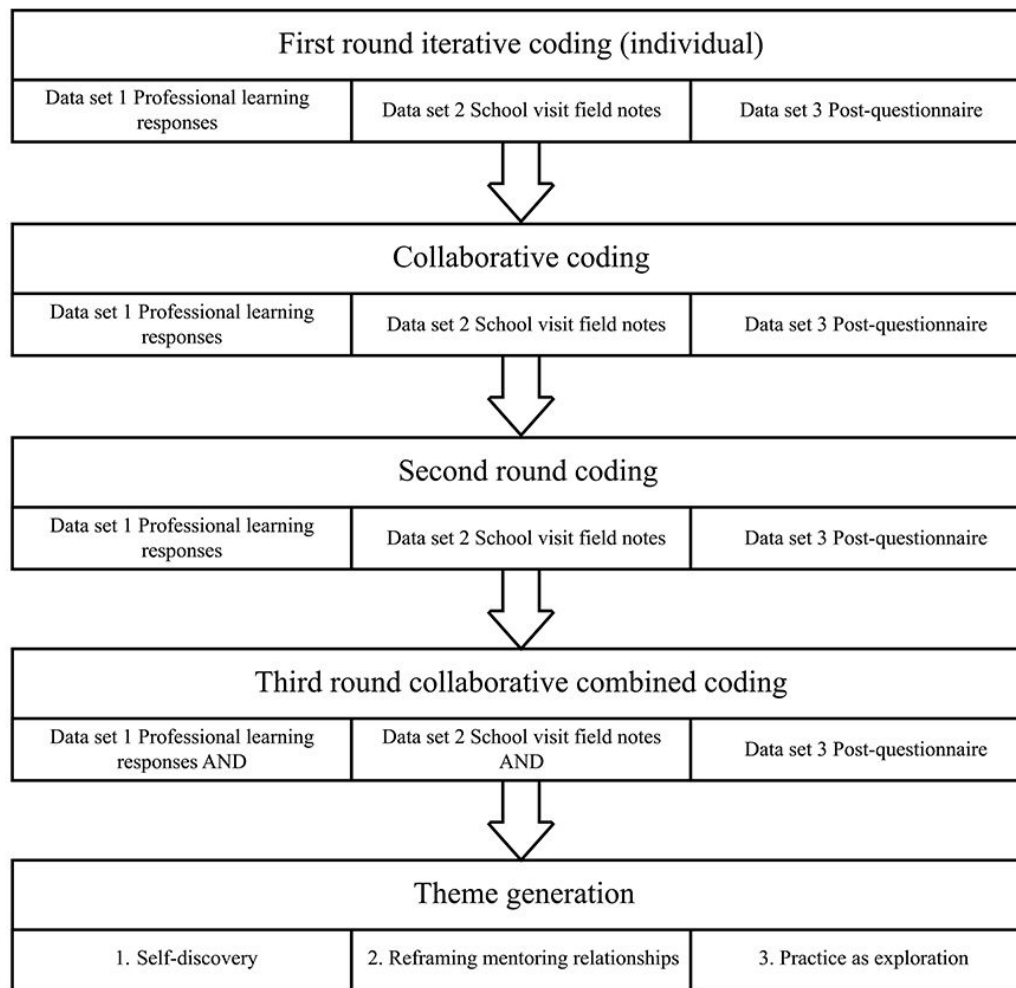 First round iterative coding (individual)
Data set 1 Professional learning
responses
Data set 2 School visit field notes
Data set 3 Post-questionnaire
Collaborative coding
Data set 1 Professional learning
responses
Data set 2 School visit field notes
Data set 3 Post-questionnaire
Second round coding
Data set 1 Professional learning
responses
Data set 2 School visit field notes
Data set 3 Post-questionnaire
Third round collaborative combined coding
Data set 1 Professional learning
responses AND
Data set 2 School visit field notes
AND
Data set 3 Post-questionnaire
Theme generation
1. Self-discovery
2. Reframing mentoring relationships
3. Practice as exploration